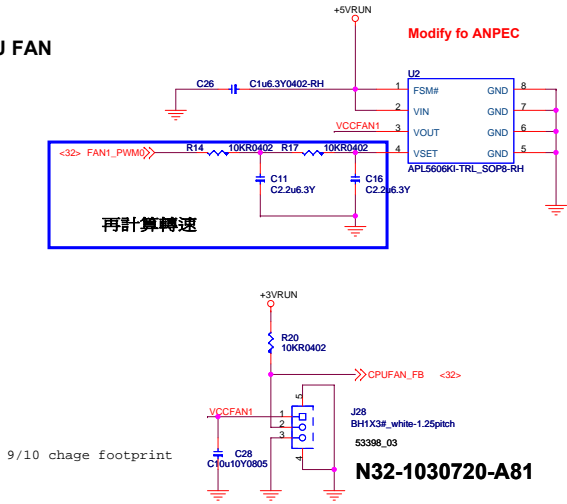 +5VRUN
Modify fo ANPEC
U FAN
C26
C1u6.3Y0402-RH
U2
1 FSM# GND 8
2 VIN GND 7
VCCFAN1 3 VOUT GND 6
4 VSET GND 5
APL5606KI-TRL_SOP8-RH
<32> FAN1_PWM0 R14 10KR0402 R17 10KR0402
C11
C2.2u6.3Y
C16
C2.2u6.3Y
再計算轉速
+3VRUN
R20
10KR0402
CPUFAN_FB <32>
VCCFAN1
5
1
2
3
4
J28
BH1X3#_white-1.25pitch
53398_03
N32-1030720-A81
C28
C10u10Y0805
9/10 chage footprint